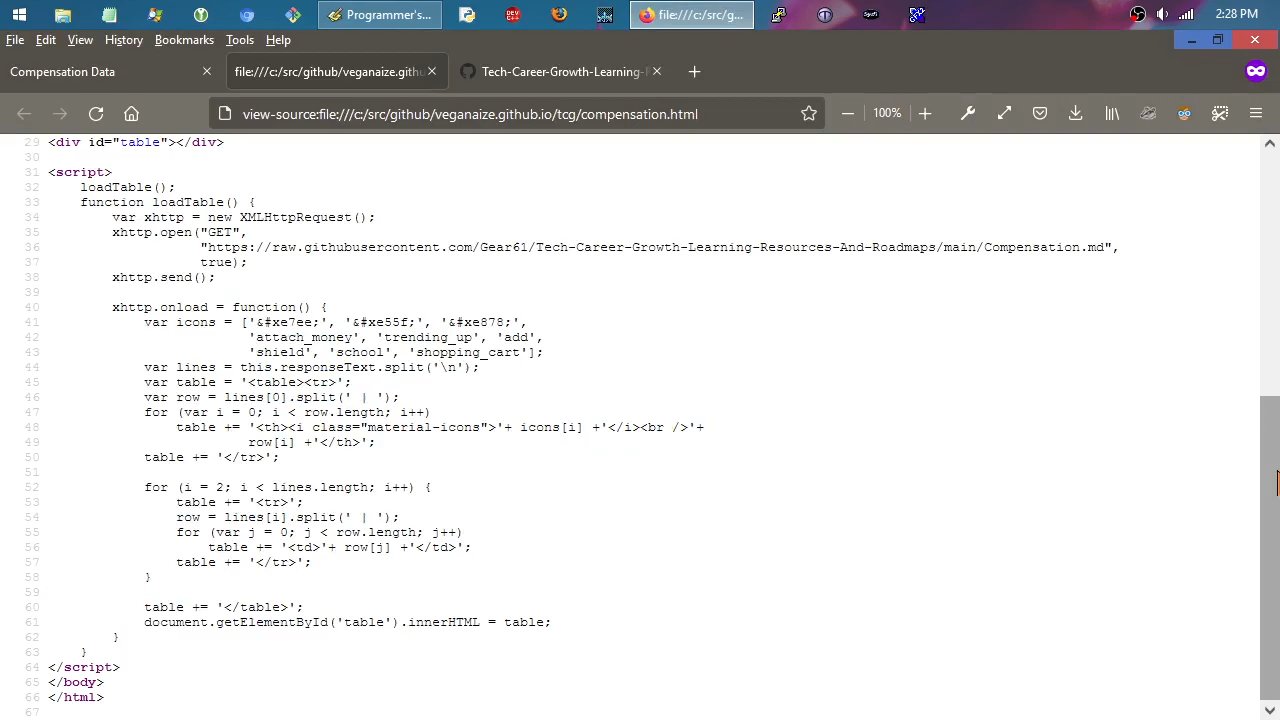 Programmer's...
file:///c:/src/g...
2:28 PM
File Edit View History Bookmarks Tools Help
Compensation Data
file:///c:/src/github/veganaize.gith
Tech-Career-Growth-Learning-
view-source:file:///c:/src/github/veganaize.github.io/tcg/compensation.html
100%
29 <div id="table"></div>
30
31 <script>
32     loadTable();
33     function loadTable() {
34         var xhttp = new XMLHttpRequest();
35         xhttp.open("GET",
36                    "https://raw.githubusercontent.com/Gear61/Tech-Career-Growth-Learning-Resources-And-Roadmaps/main/Compensation.md",
37                    true);
38         xhttp.send();
39
40         xhttp.onload = function() {
41             var icons = ['&#xe7ee;', '&#xe55f;', '&#xe878;',
42                          'attach_money', 'trending_up', 'add',
43                          'shield', 'school', 'shopping_cart'];
44             var lines = this.responseText.split('\n');
45             var table = '<table><tr>';
46             var row = lines[0].split(' | ');
47             for (var i = 0; i < row.length; i++)
48                 table += '<th><i class="material-icons">'+ icons[i] +'</i><br />'+
49                          row[i] +'</th>';
50             table += '</tr>';
51
52             for (i = 2; i < lines.length; i++) {
53                 table += '<tr>';
54                 row = lines[i].split(' | ');
55                 for (var j = 0; j < row.length; j++)
56                     table += '<td>'+ row[j] +'</td>';
57                 table += '</tr>';
58             }
59
60             table += '</table>';
61             document.getElementById('table').innerHTML = table;
62         }
63     }
64 </script>
65 </body>
66 </html>
67